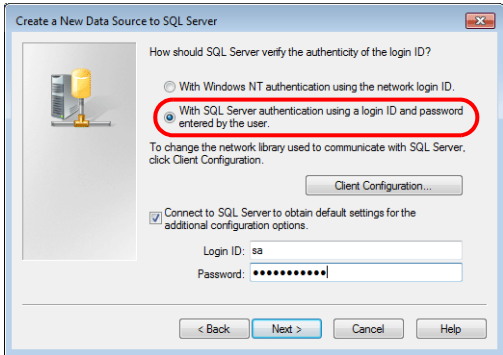 Create a New Data Source to SQL Server
How should SQL Server verify the authenticity of the login ID?
With Windows NT authentication using the network login ID.
With SQL Server authentication using a login ID and password
entered by the user.
To change the network library used to communicate with SQL Server,
click Client Configuration.
Client Configuration...
Connect to SQL Server to obtain default settings for the
additional configuration options.
Login ID: sa
Password: ●●●●●●●●●●●
< Back Next > Cancel Help